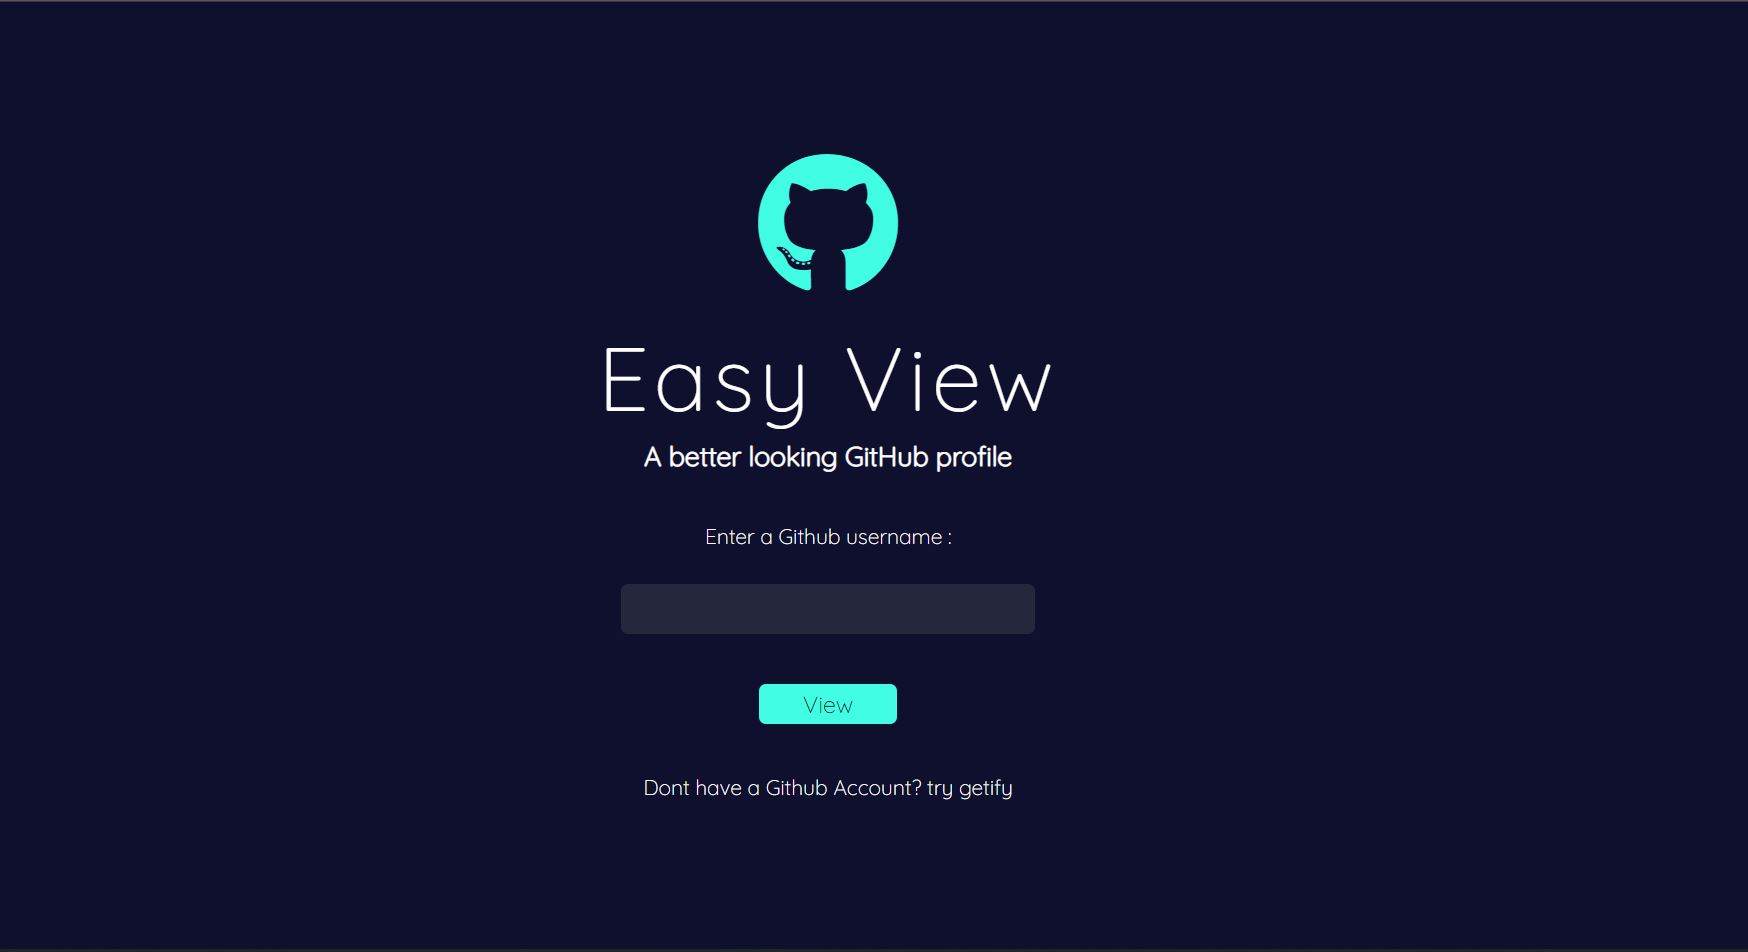 Easy View
A better looking GitHub profile
Enter a Github username :
View
Dont have a Github Account? try getify